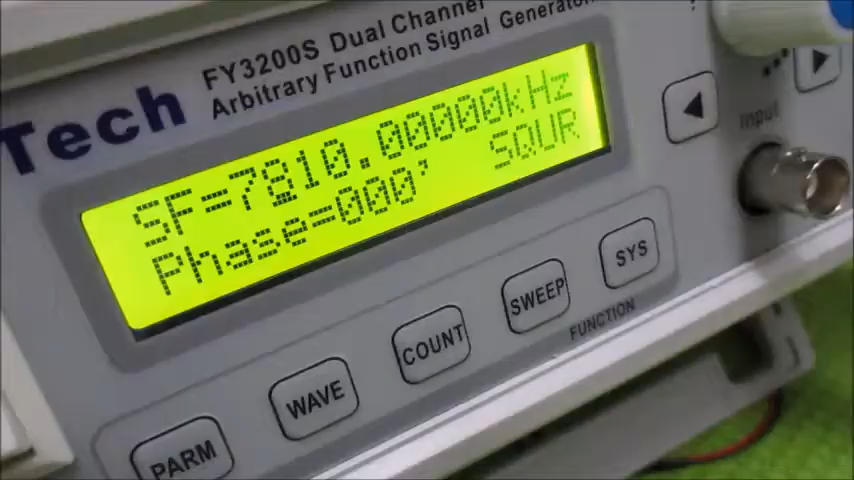 FY3200S Dual Channel
Arbitrary Function Signal Generator
Tech
SF=7810.00000kHz
Phase=000' SQUR
Input
PARM
WAVE
COUNT
SWEEP
SYS
FUNCTION